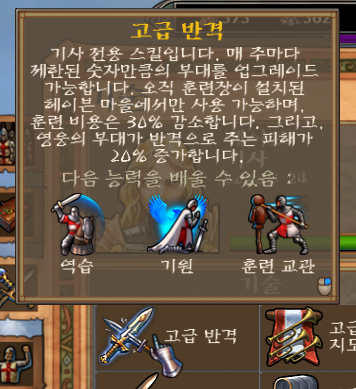 고급 반격
기사 전용 스킬입니다. 매 주마다
제한된 숫자만큼의 부대를 업그레이드
가능합니다. 오직 훈련장이 설치된
헤이븐 마을에서만 사용 가능하며,
훈련 비용은 30% 감소합니다. 그리고,
영웅의 부대가 반격으로 주는 피해가
20% 증가합니다.
다음 능력을 배울 수 있음 :
역습 기원 훈련 교관
고급 반격
고급
지도